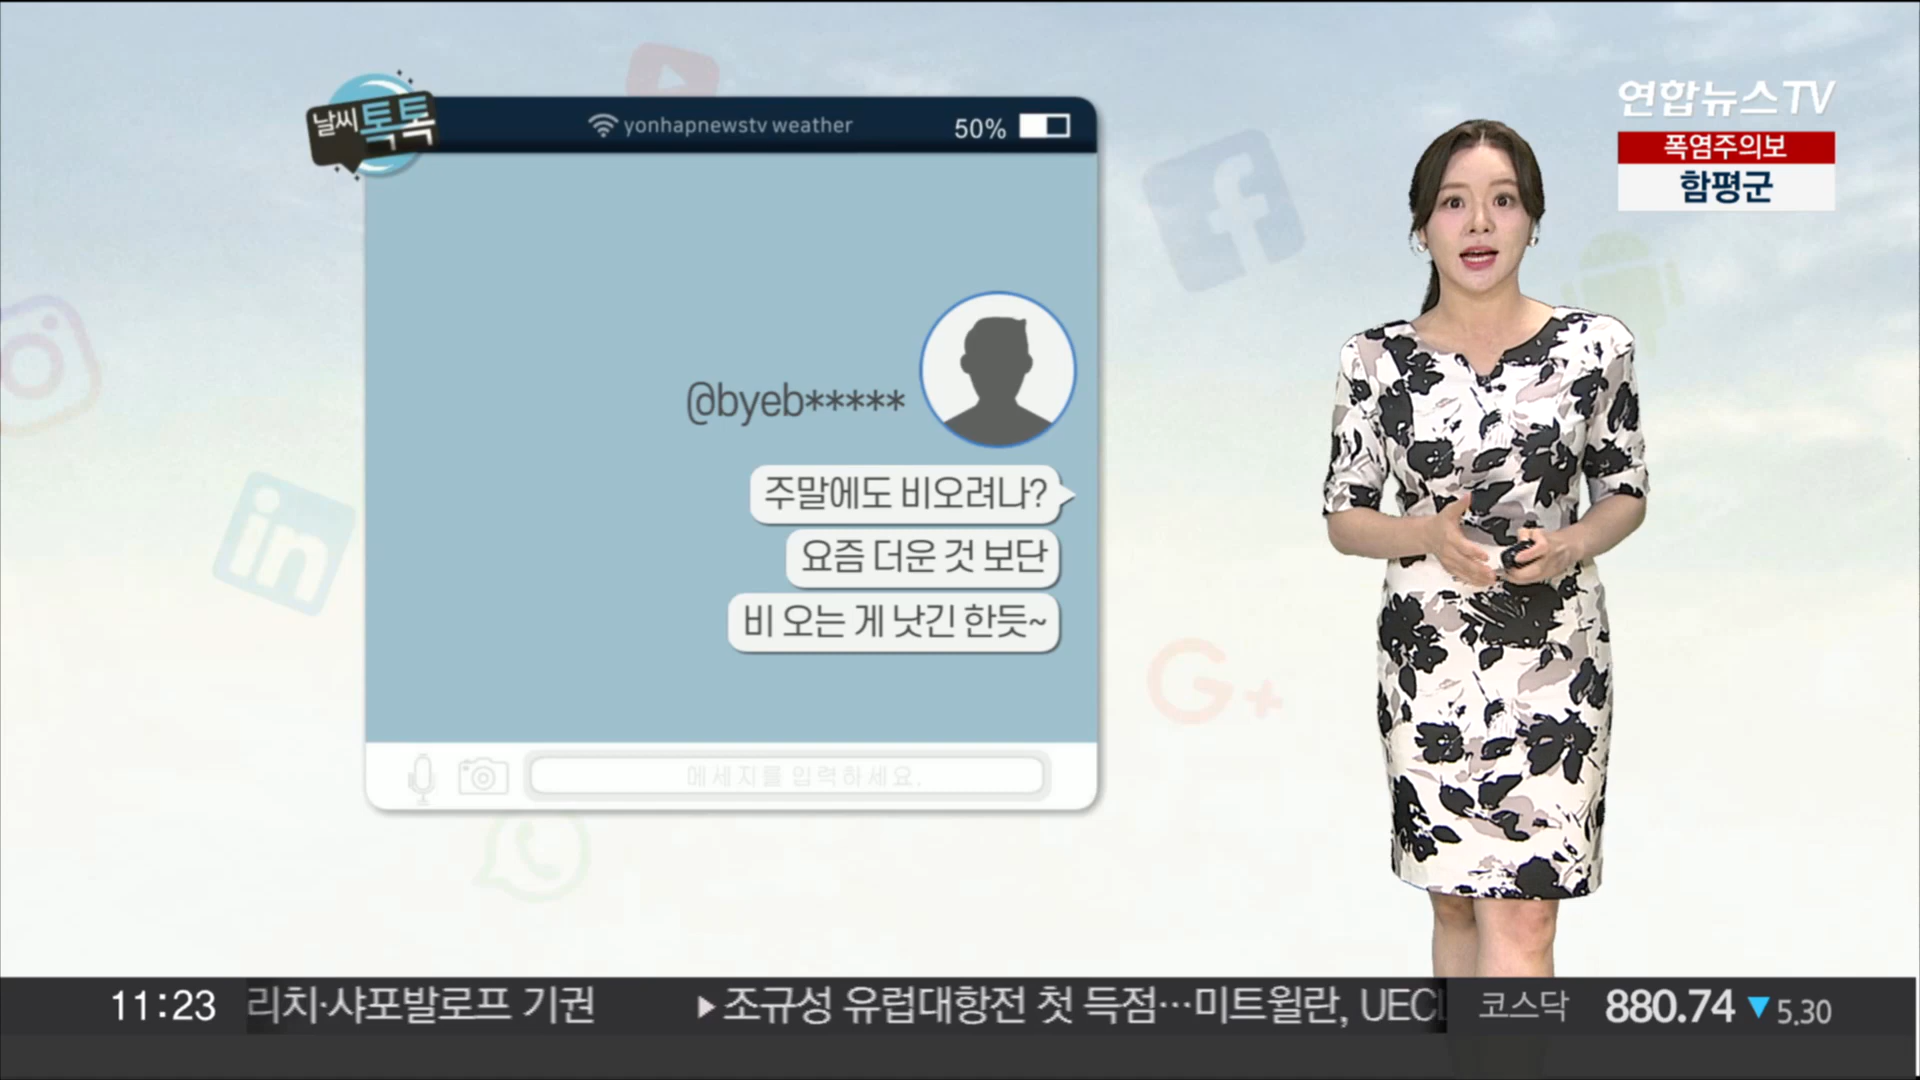 날씨톡톡
yonhapnewstv weather
50%
연합뉴스TV
폭염주의보
함평군
@byeb*****
주말에도 비오려나?
요즘 더운 것 보단
비 오는 게 낫긴 한듯~
메세지를 입력하세요.
11:23
리치·샤포발로프 기권
▶조규성 유럽대항전 첫 득점…미트윌란, UECL
코스닥 880.74 ▼5.30